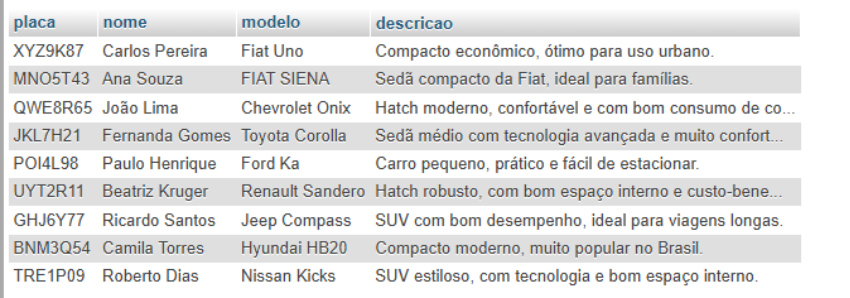 placa nome modelo descricao
XYZ9K87 Carlos Pereira Fiat Uno Compacto econômico, ótimo para uso urbano.
MNO5T43 Ana Souza FIAT SIENA Sedã compacto da Fiat, ideal para famílias.
QWE8R65 João Lima Chevrolet Onix Hatch moderno, confortável e com bom consumo de co...
JKL7H21 Fernanda Gomes Toyota Corolla Sedã médio com tecnologia avançada e muito confort...
POI4L98 Paulo Henrique Ford Ka Carro pequeno, prático e fácil de estacionar.
UYT2R11 Beatriz Kruger Renault Sandero Hatch robusto, com bom espaço interno e custo-bene...
GHJ6Y77 Ricardo Santos Jeep Compass SUV com bom desempenho, ideal para viagens longas.
BNM3Q54 Camila Torres Hyundai HB20 Compacto moderno, muito popular no Brasil.
TRE1P09 Roberto Dias Nissan Kicks SUV estiloso, com tecnologia e bom espaço interno.